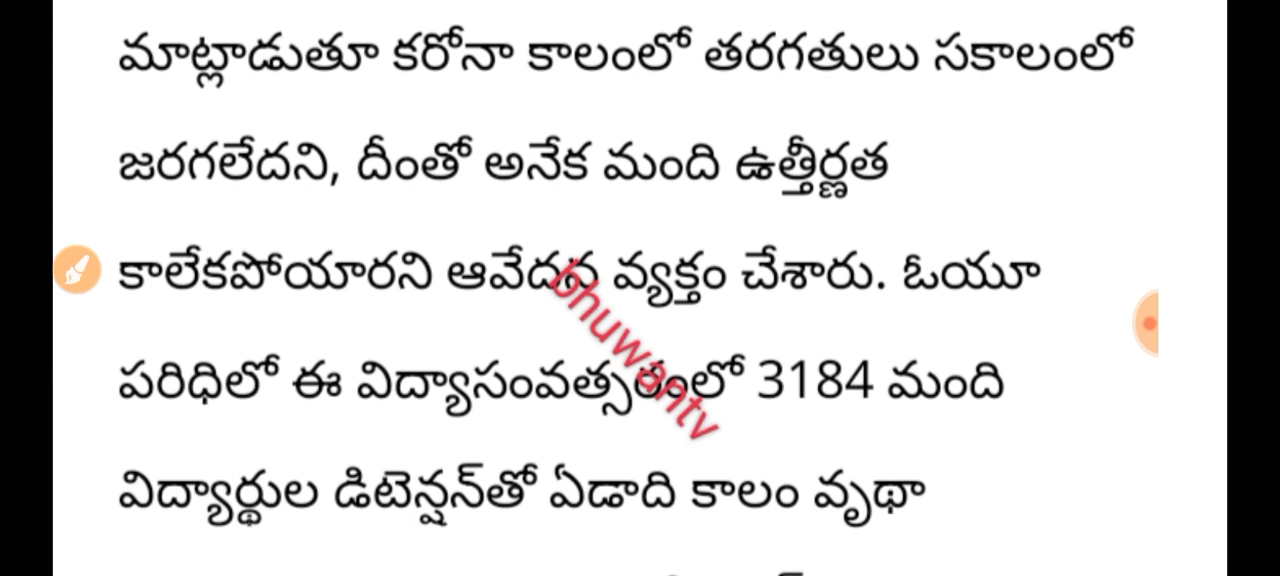 మాట్లాడుతూ కరోనా కాలంలో తరగతులు సకాలంలో
జరగలేదని, దీంతో అనేక మంది ఉత్తీర్ణత
కాలేకపోయారని ఆవేదన వ్యక్తం చేశారు. ఓయూ
పరిధిలో ఈ విద్యాసంవత్సరంలో 3184 మంది
విద్యార్థుల డిటెన్షన్‌తో ఏడాది కాలం వృథా
bhuwantv